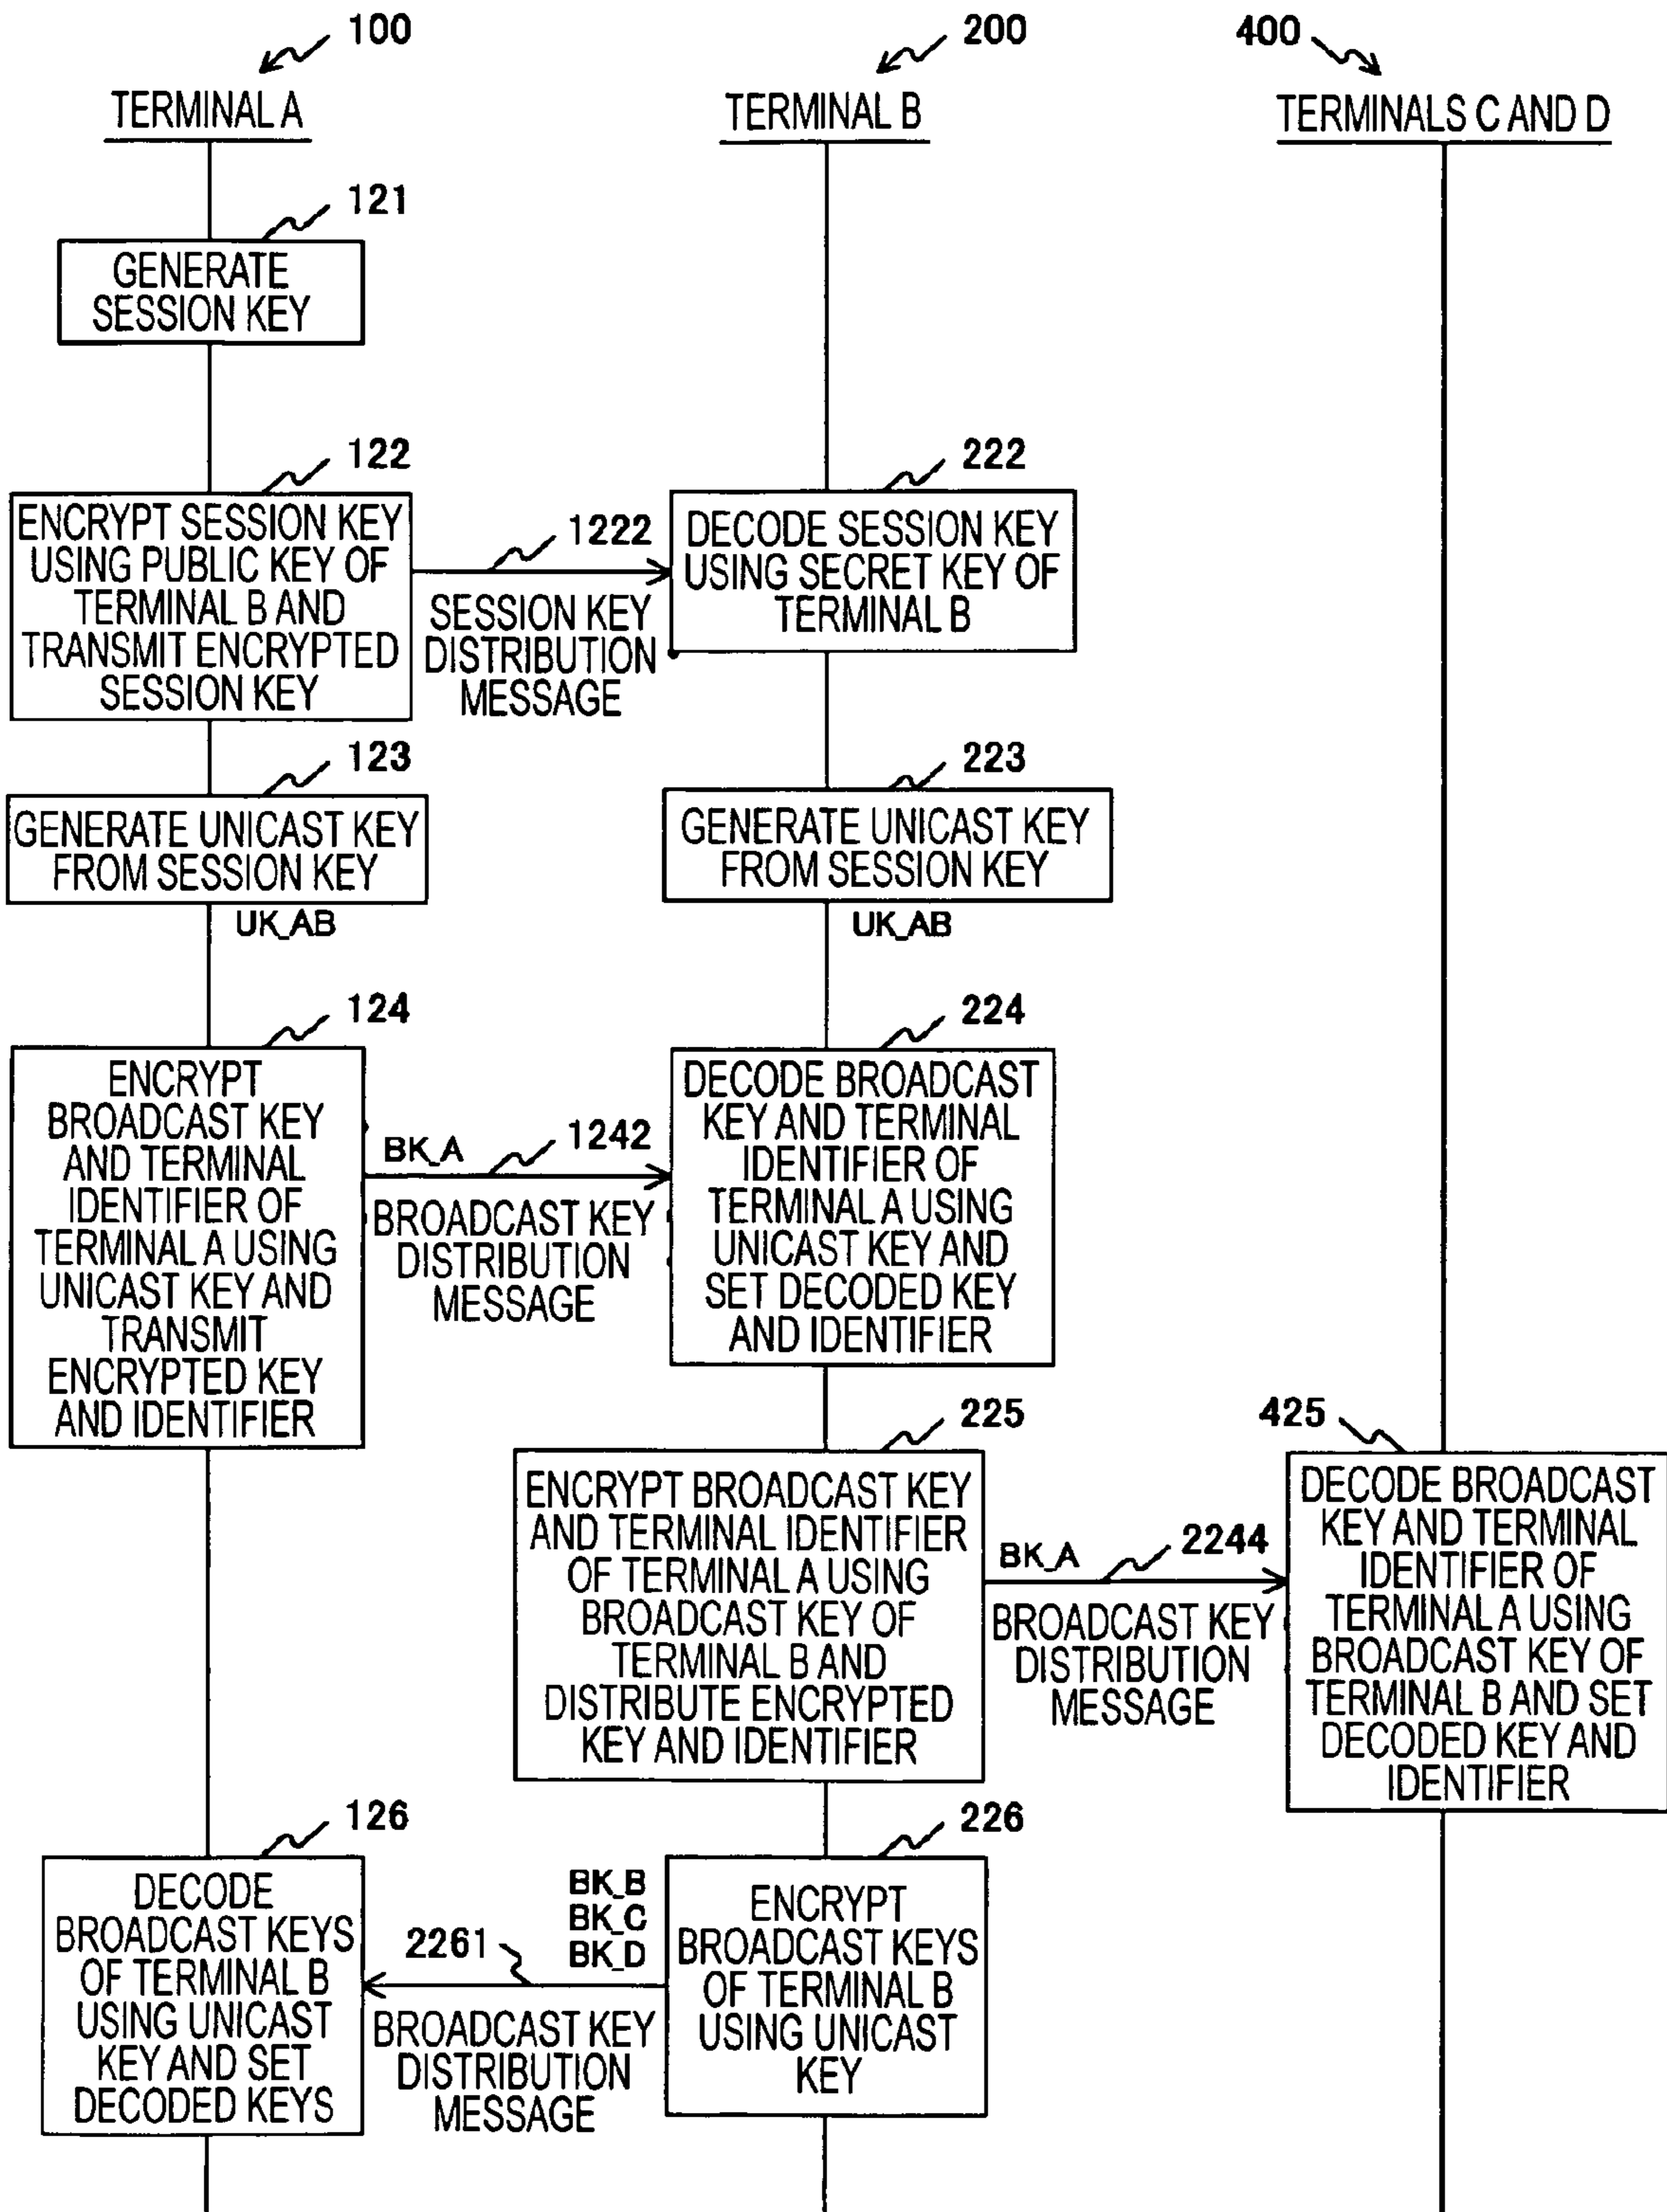 100
200
400
TERMINAL A
TERMINAL B
TERMINALS C AND D
121
GENERATE
SESSION KEY
122
ENCRYPT SESSION KEY
USING PUBLIC KEY OF
TERMINAL B AND
TRANSMIT ENCRYPTED
SESSION KEY
1222
SESSION KEY
DISTRIBUTION
MESSAGE
222
DECODE SESSION KEY
USING SECRET KEY OF
TERMINAL B
123
GENERATE UNICAST KEY
FROM SESSION KEY
UK_AB
223
GENERATE UNICAST KEY
FROM SESSION KEY
UK_AB
124
ENCRYPT
BROADCAST KEY
AND TERMINAL
IDENTIFIER OF
TERMINAL A USING
UNICAST KEY AND
TRANSMIT
ENCRYPTED KEY
AND IDENTIFIER
BK_A
1242
BROADCAST KEY
DISTRIBUTION
MESSAGE
224
DECODE BROADCAST
KEY AND TERMINAL
IDENTIFIER OF
TERMINAL A USING
UNICAST KEY AND
SET DECODED KEY
AND IDENTIFIER
225
ENCRYPT BROADCAST KEY
AND TERMINAL IDENTIFIER
OF TERMINAL A USING
BROADCAST KEY OF
TERMINAL B AND
DISTRIBUTE ENCRYPTED
KEY AND IDENTIFIER
BK_A
2244
BROADCAST KEY
DISTRIBUTION
MESSAGE
425
DECODE BROADCAST
KEY AND TERMINAL
IDENTIFIER OF
TERMINAL A USING
BROADCAST KEY OF
TERMINAL B AND SET
DECODED KEY AND
IDENTIFIER
126
DECODE
BROADCAST KEYS
OF TERMINAL B
USING UNICAST
KEY AND SET
DECODED KEYS
BK_B
BK_C
BK_D
2261
BROADCAST KEY
DISTRIBUTION
MESSAGE
226
ENCRYPT
BROADCAST KEYS
OF TERMINAL B
USING UNICAST
KEY